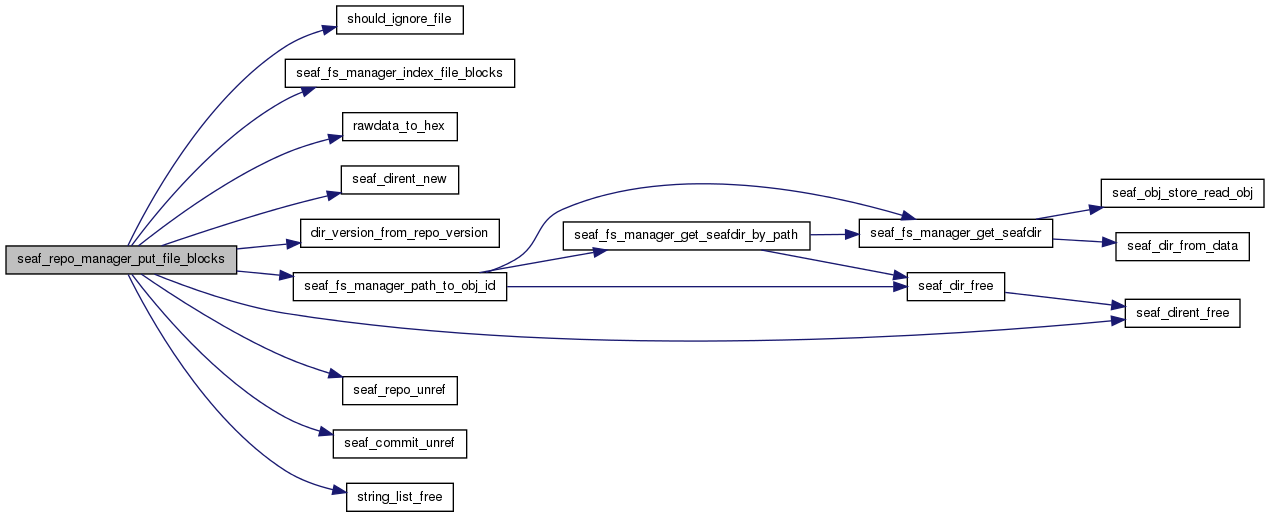 should_ignore_file
seaf_fs_manager_index_file_blocks
rawdata_to_hex
seaf_dirent_new
seaf_obj_store_read_obj
dir_version_from_repo_version
seaf_fs_manager_get_seafdir_by_path
seaf_fs_manager_get_seafdir
seaf_dir_from_data
seaf_repo_manager_put_file_blocks
seaf_fs_manager_path_to_obj_id
seaf_dir_free
seaf_dirent_free
seaf_repo_unref
seaf_commit_unref
string_list_free